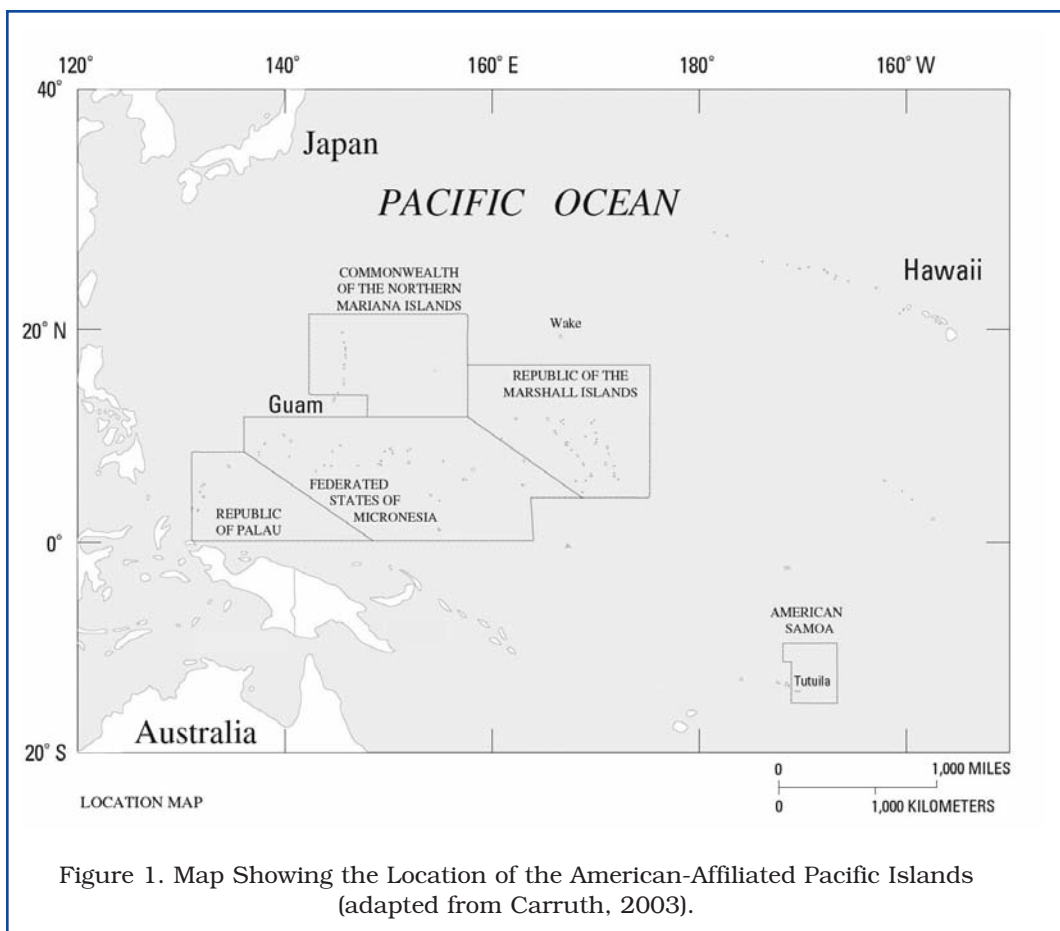 120°
140°
160° E
180°
160° W
40°
Japan
PACIFIC OCEAN
COMMONWEALTH
OF THE NORTHERN
MARIANA ISLANDS
Hawaii
20° N
Wake
REPUBLIC OF THE
MARSHALL ISLANDS
Guam
FEDERATED
STATES OF
MICRONESIA
REPUBLIC
OF PALAU
0°
AMERICAN
SAMOA
Tutuila
Australia
20° S
0 1,000 MILES
0 1,000 KILOMETERS
LOCATION MAP
Figure 1. Map Showing the Location of the American-Affiliated Pacific Islands
(adapted from Carruth, 2003).